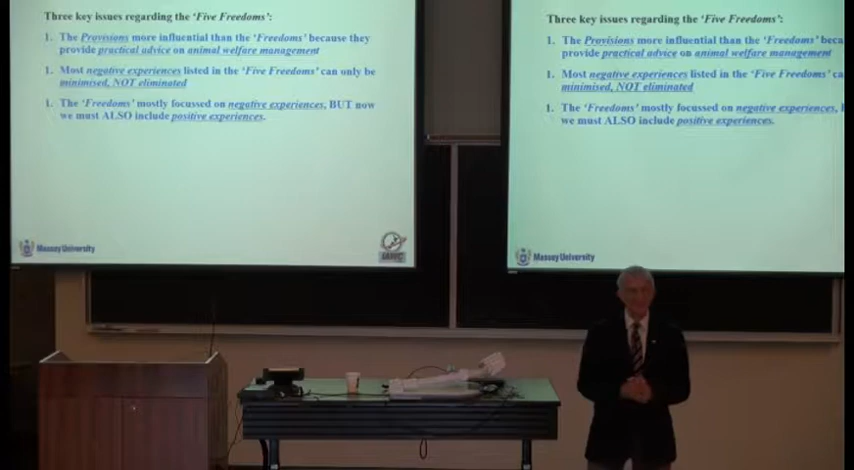 Three key issues regarding the 'Five Freedoms':
1. The Provisions more influential than the 'Freedoms' because they
provide practical advice on animal welfare management
1. Most negative experiences listed in the 'Five Freedoms' can only be
minimised, NOT eliminated
1. The 'Freedoms' mostly focussed on negative experiences, BUT now
we must ALSO include positive experiences.
Massey University
Three key issues regarding the 'Five Freedoms':
1. The Provisions more influential than the 'Freedoms' beca
provide practical advice on animal welfare management
1. Most negative experiences listed in the 'Five Freedoms' ca
minimised, NOT eliminated
1. The 'Freedoms' mostly focussed on negative experiences,
we must ALSO include positive experiences.
Massey University